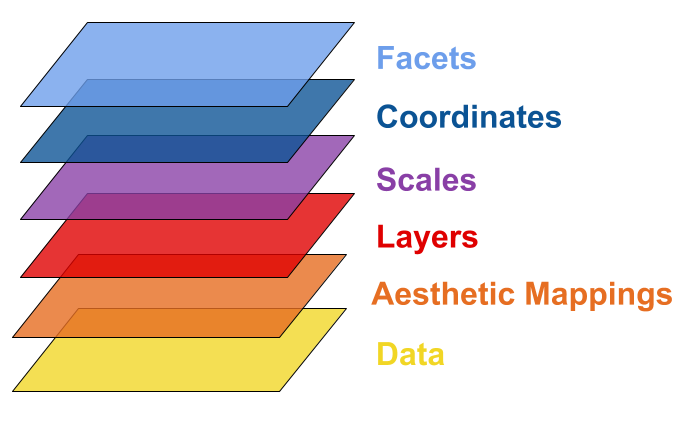 Facets
Coordinates
Scales
Layers
Aesthetic Mappings
Data